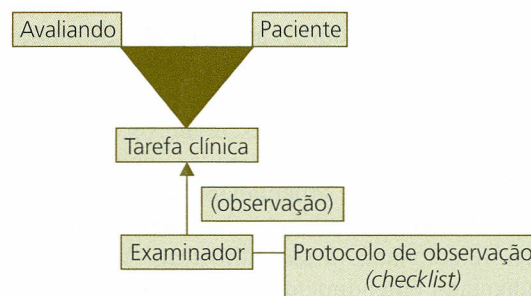 Avaliando
Paciente
Tarefa clínica
(observação)
Examinador
Protocolo de observação
(checklist)